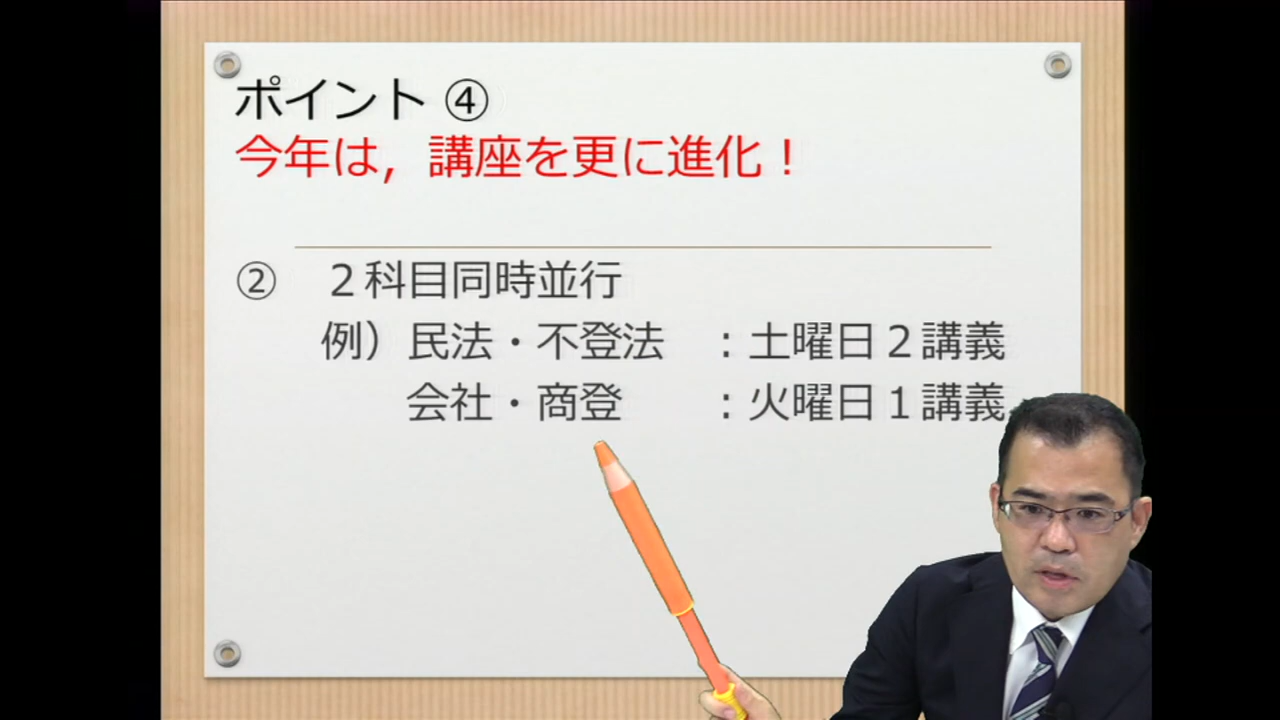 ポイント ④
今年は，講座を更に進化！
② ２科目同時並行
例）民法・不登法　：土曜日２講義
会社・商登　　：火曜日１講義